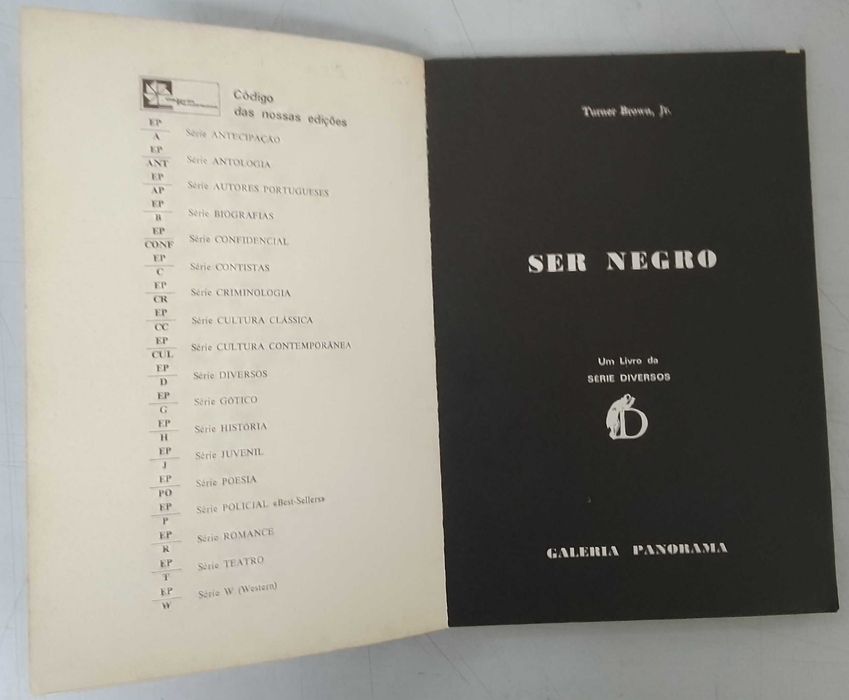 Código
das nossas edições
EP
A Série ANTECIPAÇÃO
EP
ANT Série ANTOLOGIA
EP
AP Série AUTORES PORTUGUESES
EP
B Série BIOGRAFIAS
EP
CONF Série CONFIDENCIAL
EP
C Série CONTISTAS
EP
CR Série CRIMINOLOGIA
EP
CC Série CULTURA CLÁSSICA
EP
CUL Série CULTURA CONTEMPORÂNEA
EP
D Série DIVERSOS
EP
G Série GÓTICO
EP
H Série HISTÓRIA
EP
J Série JUVENIL
EP
PO Série POESIA
EP
P Série POLICIAL «Best-Sellers»
EP
R Série ROMANCE
EP
T Série TEATRO
EP
W Série W (Western)
Turner Brown, Jr.
SER NEGRO
Um Livro da
SÉRIE DIVERSOS
D
GALERIA PANORAMA